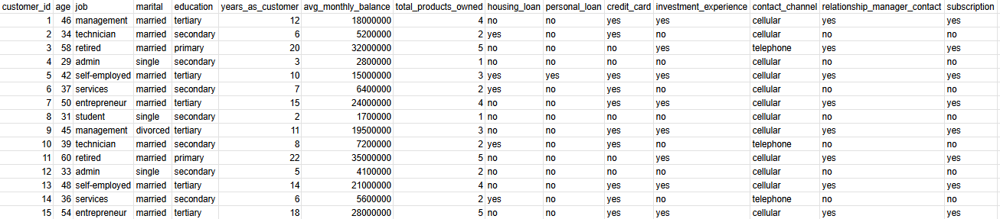 customer_id age job marital education years_as_customer avg_monthly_balance total_products_owned housing_loan personal_loan credit_card investment_experience contact_channel relationship_manager_contact subscription
1 46 management married tertiary 12 18000000 4 no no yes yes cellular yes yes
2 34 technician married secondary 6 5200000 2 yes no yes no cellular no no
3 58 retired married primary 20 32000000 5 no no no yes telephone yes yes
4 29 admin single secondary 3 2800000 1 no no no no cellular no no
5 42 self-employed married tertiary 10 15000000 3 yes yes yes yes cellular yes yes
6 37 services married secondary 7 6400000 2 yes no yes no cellular no no
7 50 entrepreneur married tertiary 15 24000000 4 no no yes yes cellular yes yes
8 31 student single secondary 2 1700000 1 no no no no cellular no no
9 45 management divorced tertiary 11 19500000 3 no no yes yes cellular yes yes
10 39 technician married secondary 8 7200000 2 yes no yes no telephone no no
11 60 retired married primary 22 35000000 5 no no no yes cellular yes yes
12 33 admin single secondary 5 4100000 2 no no no no cellular no no
13 48 self-employed married tertiary 14 21000000 4 no no yes yes cellular yes yes
14 36 services married secondary 6 5600000 2 yes no yes no telephone no no
15 54 entrepreneur married tertiary 18 28000000 5 no no yes yes cellular yes yes